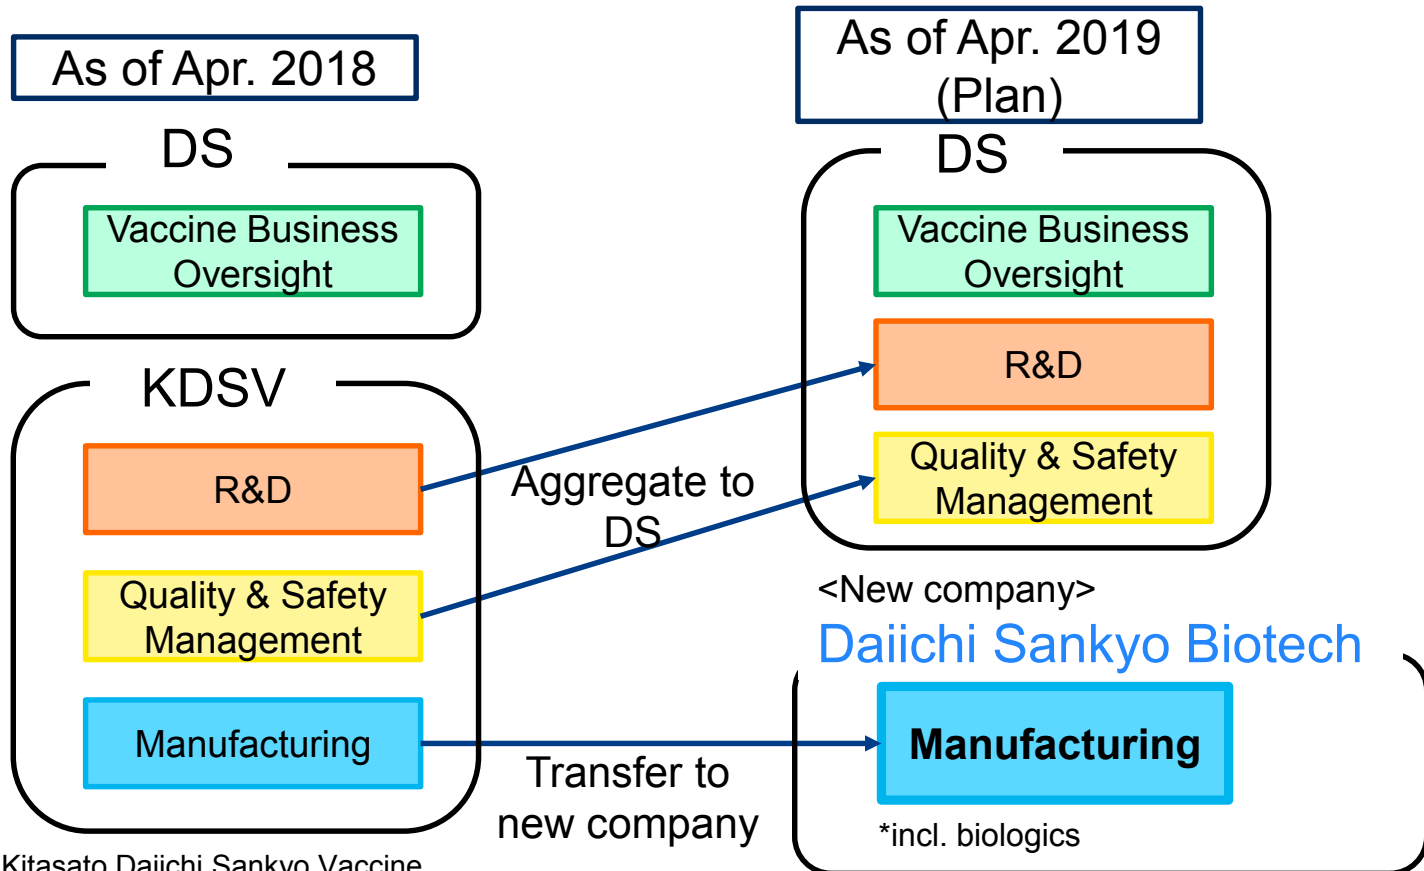 As of Apr. 2018
DS
Vaccine Business
Oversight
KDSV
R&D
Quality & Safety
Management
Manufacturing
Kitasato Daiichi Sankyo Vaccine
Aggregate to
DS
Transfer to
new company
As of Apr. 2019
(Plan)
DS
Vaccine Business
Oversight
R&D
Quality & Safety
Management
<New company>
Daiichi Sankyo Biotech
Manufacturing
*incl. biologics